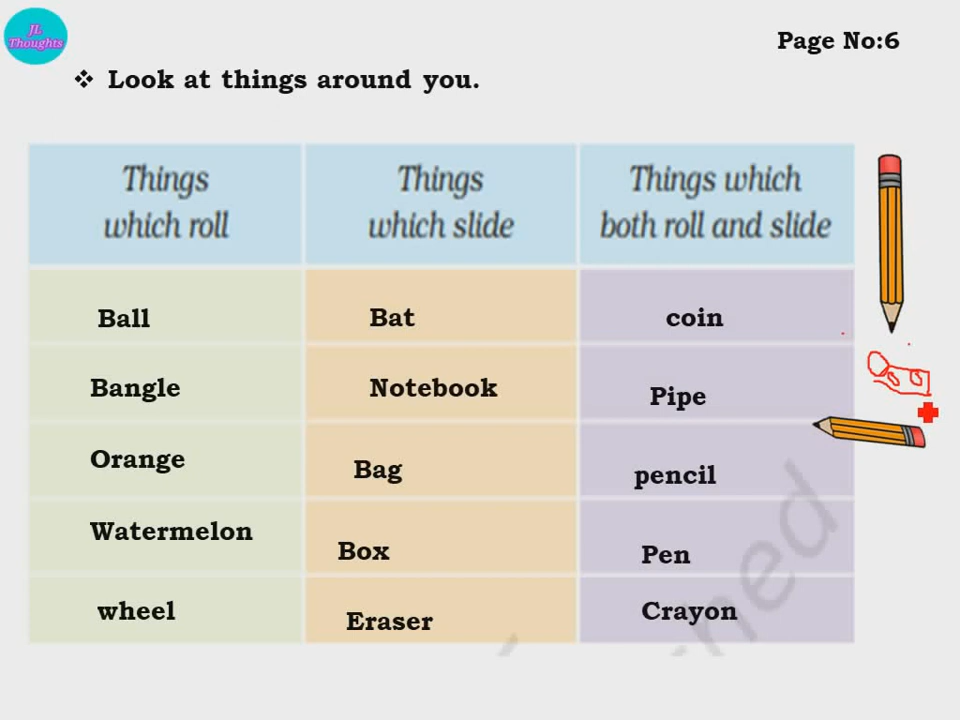 JL
Thoughts
Page No:6
❖ Look at things around you.
Things which roll
Things which slide
Things which both roll and slide
Ball Bat coin
Bangle Notebook Pipe
Orange Bag pencil
Watermelon Box Pen
wheel Eraser Crayon